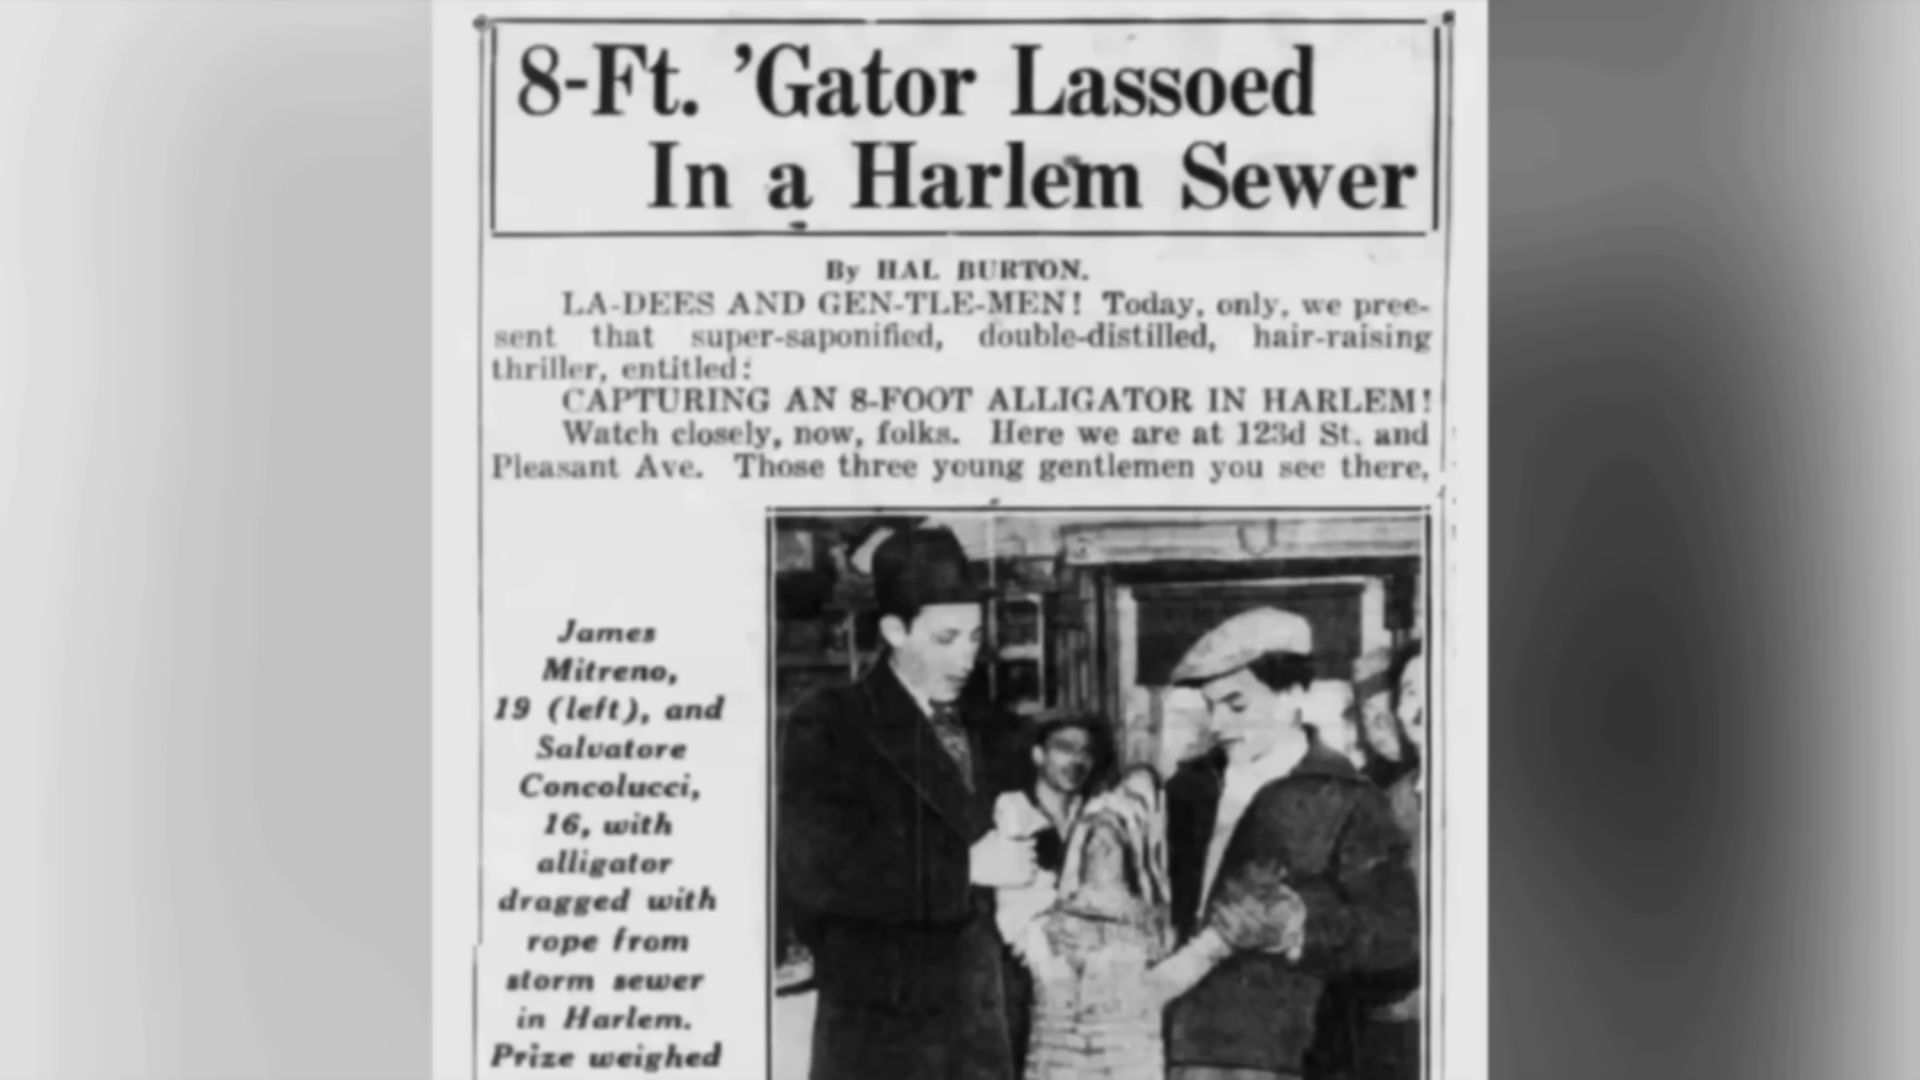 8-Ft. 'Gator Lassoed
In a Harlem Sewer
By HAL BURTON.
LA-DEES AND GEN-TLE-MEN! Today, only, we pree-
sent that super-saponified, double-distilled, hair-raising
thriller, entitled:
CAPTURING AN 8-FOOT ALLIGATOR IN HARLEM!
Watch closely, now, folks. Here we are at 123d St. and
Pleasant Ave. Those three young gentlemen you see there,
James
Mitreno,
19 (left), and
Salvatore
Concolucci,
16, with
alligator
dragged with
rope from
storm sewer
in Harlem.
Prize weighed